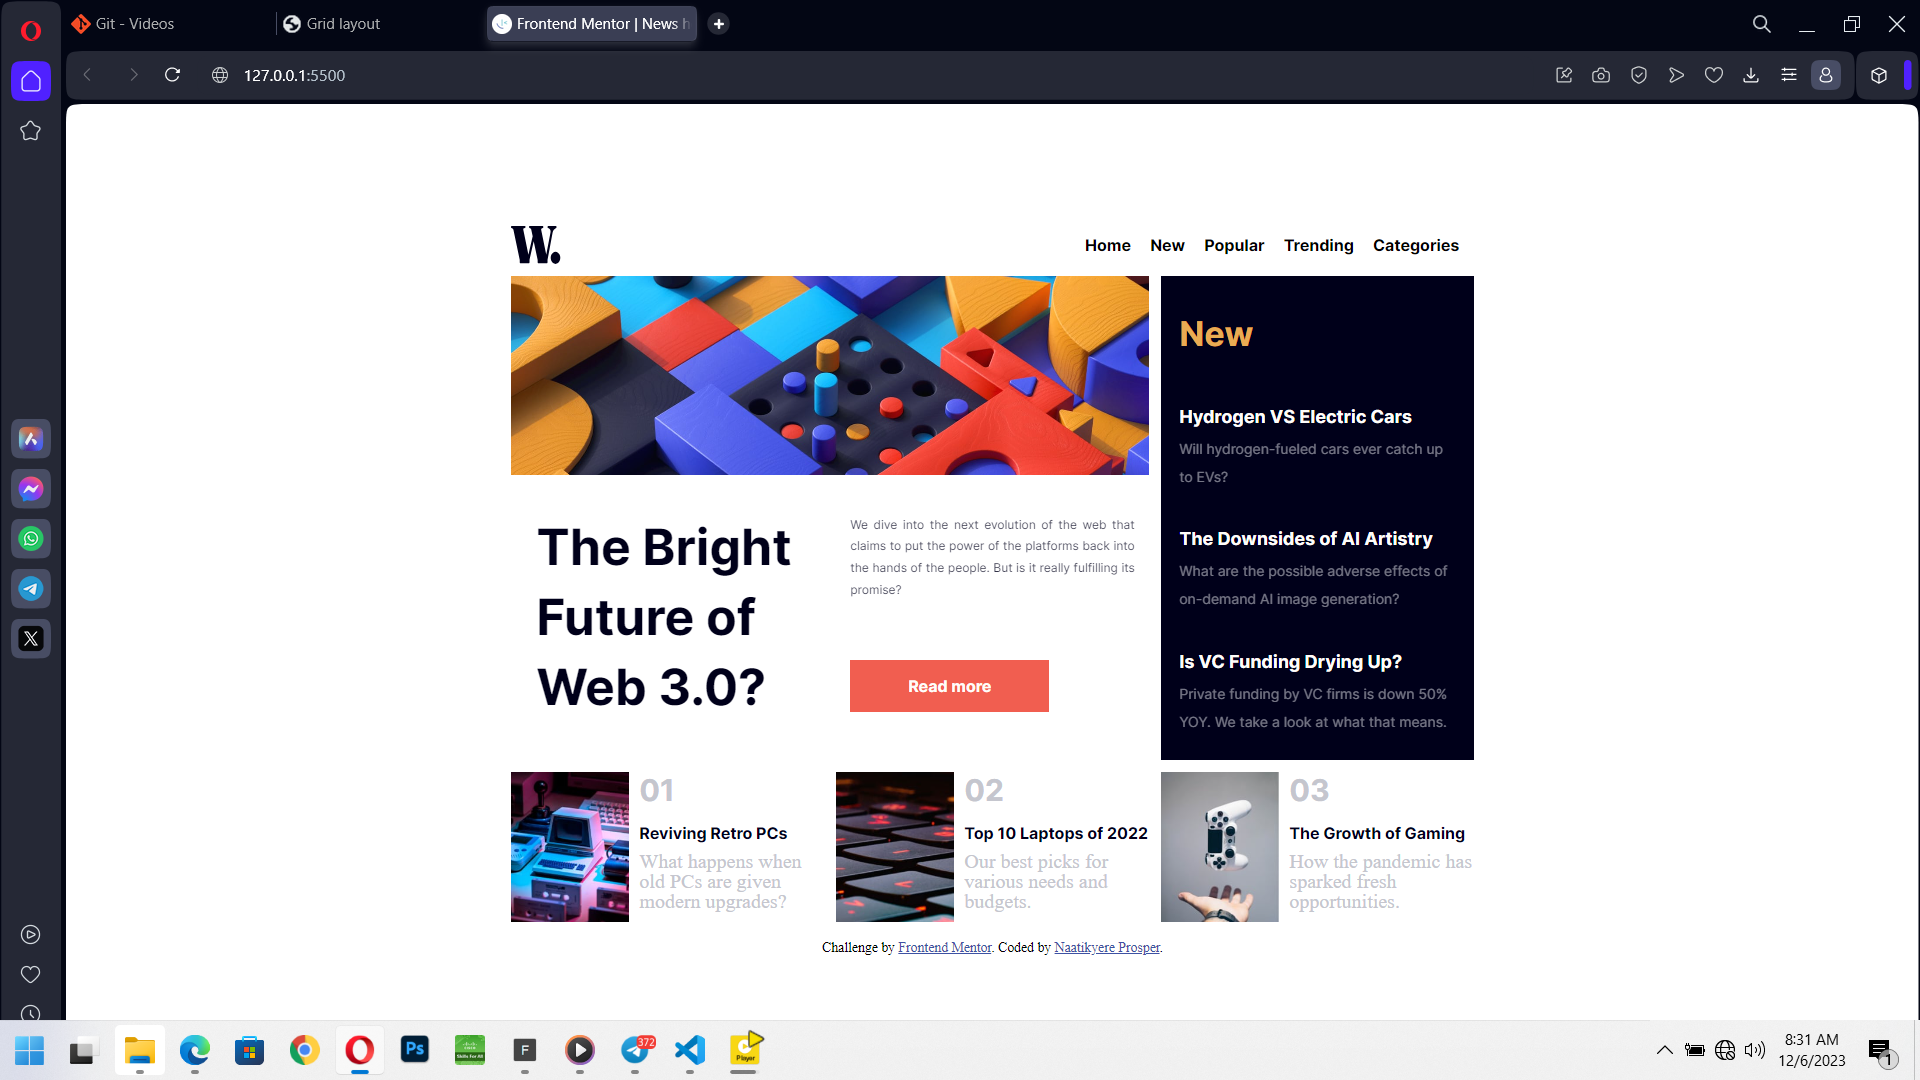 Git - Videos
Grid layout
Frontend Mentor | News h
127.0.0.1:5500
W.
Home New Popular Trending Categories
New
Hydrogen VS Electric Cars
Will hydrogen-fueled cars ever catch up
to EVs?
The Downsides of AI Artistry
What are the possible adverse effects of
on-demand AI image generation?
Is VC Funding Drying Up?
Private funding by VC firms is down 50%
YOY. We take a look at what that means.
The Bright
Future of
Web 3.0?
We dive into the next evolution of the web that
claims to put the power of the platforms back into
the hands of the people. But is it really fulfilling its
promise?
Read more
01
Reviving Retro PCs
What happens when
old PCs are given
modern upgrades?
02
Top 10 Laptops of 2022
Our best picks for
various needs and
budgets.
03
The Growth of Gaming
How the pandemic has
sparked fresh
opportunities.
Challenge by Frontend Mentor. Coded by Naatikyere Prosper.
Ps
Skills For All
F
372
Player
8:31 AM
12/6/2023
1